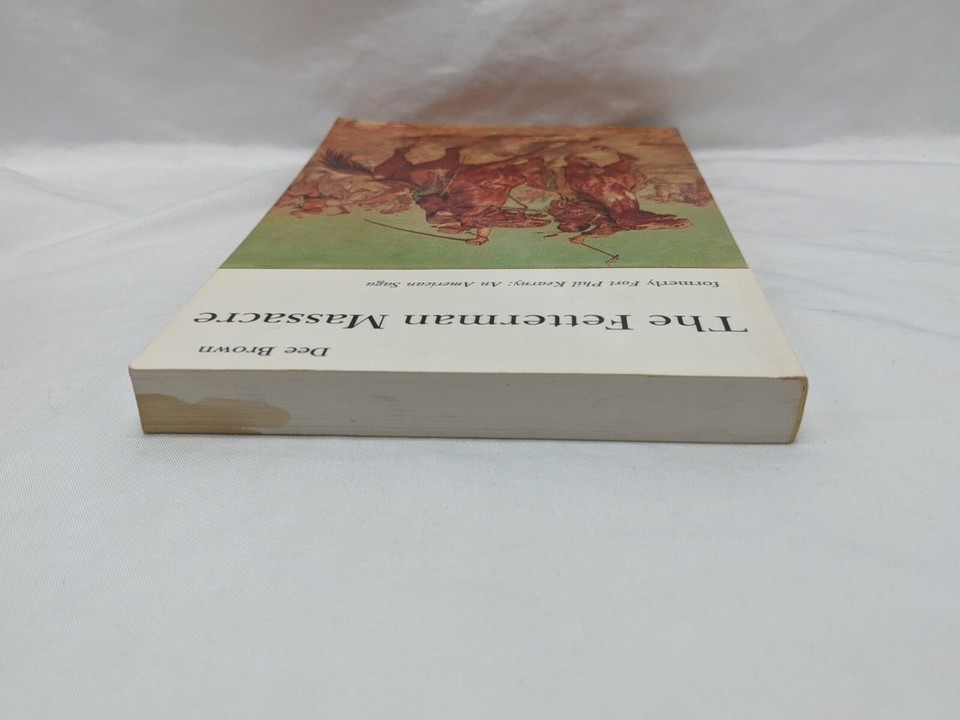 Dee Brown
The Fetterman Massacre
formerly Fort Phil Kearny: An American Saga